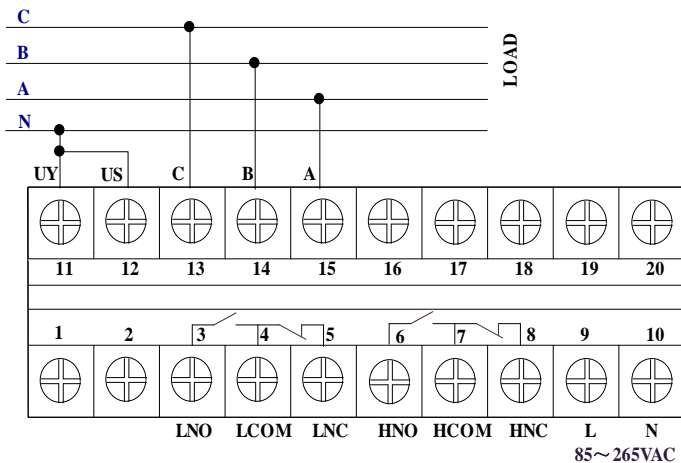 C
B
LOAD
A
N
UY US C B A
11 12 13 14 15 16 17 18 19 20
1 2 3 4 5 6 7 8 9 10
LNO LCOM LNC HNO HCOM HNC L N
85~265VAC